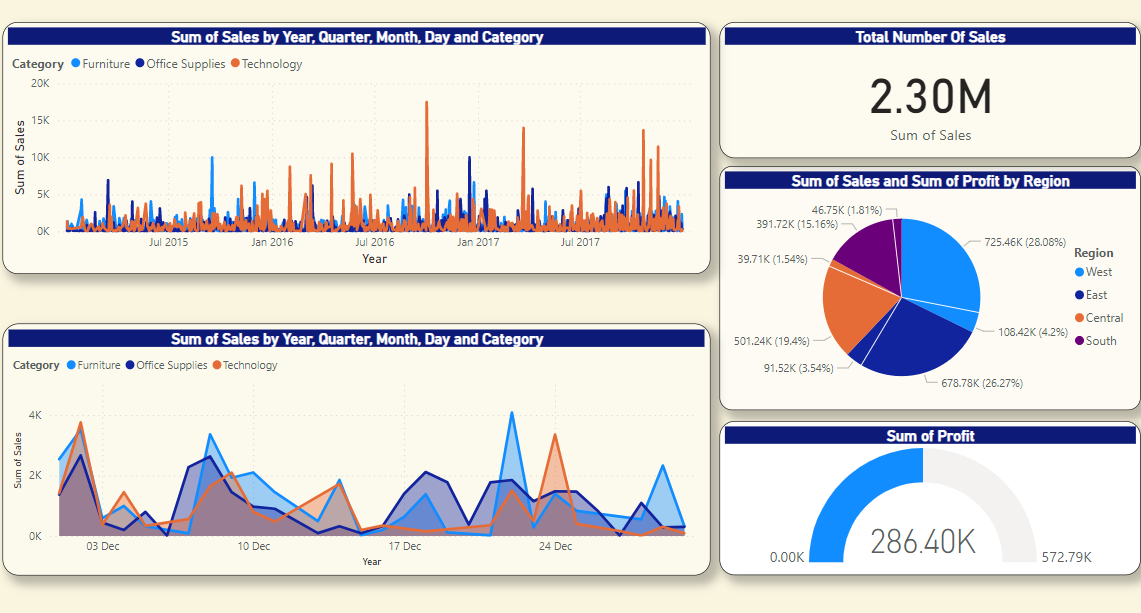 Sum of Sales by Year, Quarter, Month, Day and Category
Category Furniture Office Supplies Technology
Sum of Sales
20K
15K
10K
5K
0K
Jul 2015 Jan 2016 Jul 2016 Jan 2017 Jul 2017
Year
Total Number Of Sales
2.30M
Sum of Sales
Sum of Sales and Sum of Profit by Region
46.75K (1.81%)
391.72K (15.16%)
39.71K (1.54%)
501.24K (19.4%)
91.52K (3.54%)
725.46K (28.08%)
108.42K (4.2%)
678.78K (26.27%)
Region
West
East
Central
South
Sum of Sales by Year, Quarter, Month, Day and Category
Category Furniture Office Supplies Technology
Sum of Sales
4K
2K
0K
03 Dec 10 Dec 17 Dec 24 Dec
Year
Sum of Profit
286.40K
0.00K 572.79K